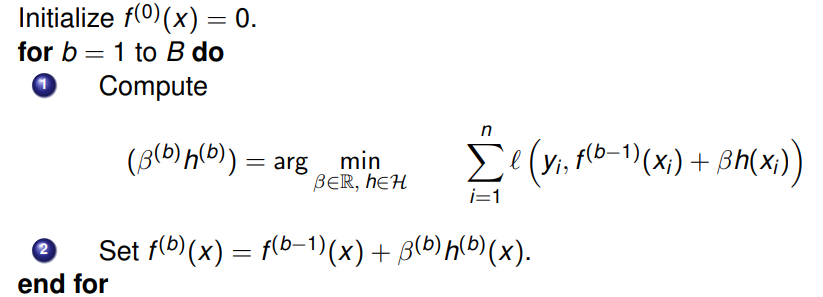 Initialize f^(0)(x) = 0.
for b = 1 to B do
1 Compute
(β^(b)h^(b)) = arg min_{β∈ℝ, h∈ℋ} ∑_{i=1}^{n} ℓ (y_i, f^(b−1)(x_i) + βh(x_i))
2 Set f^(b)(x) = f^(b−1)(x) + β^(b)h^(b)(x).
end for